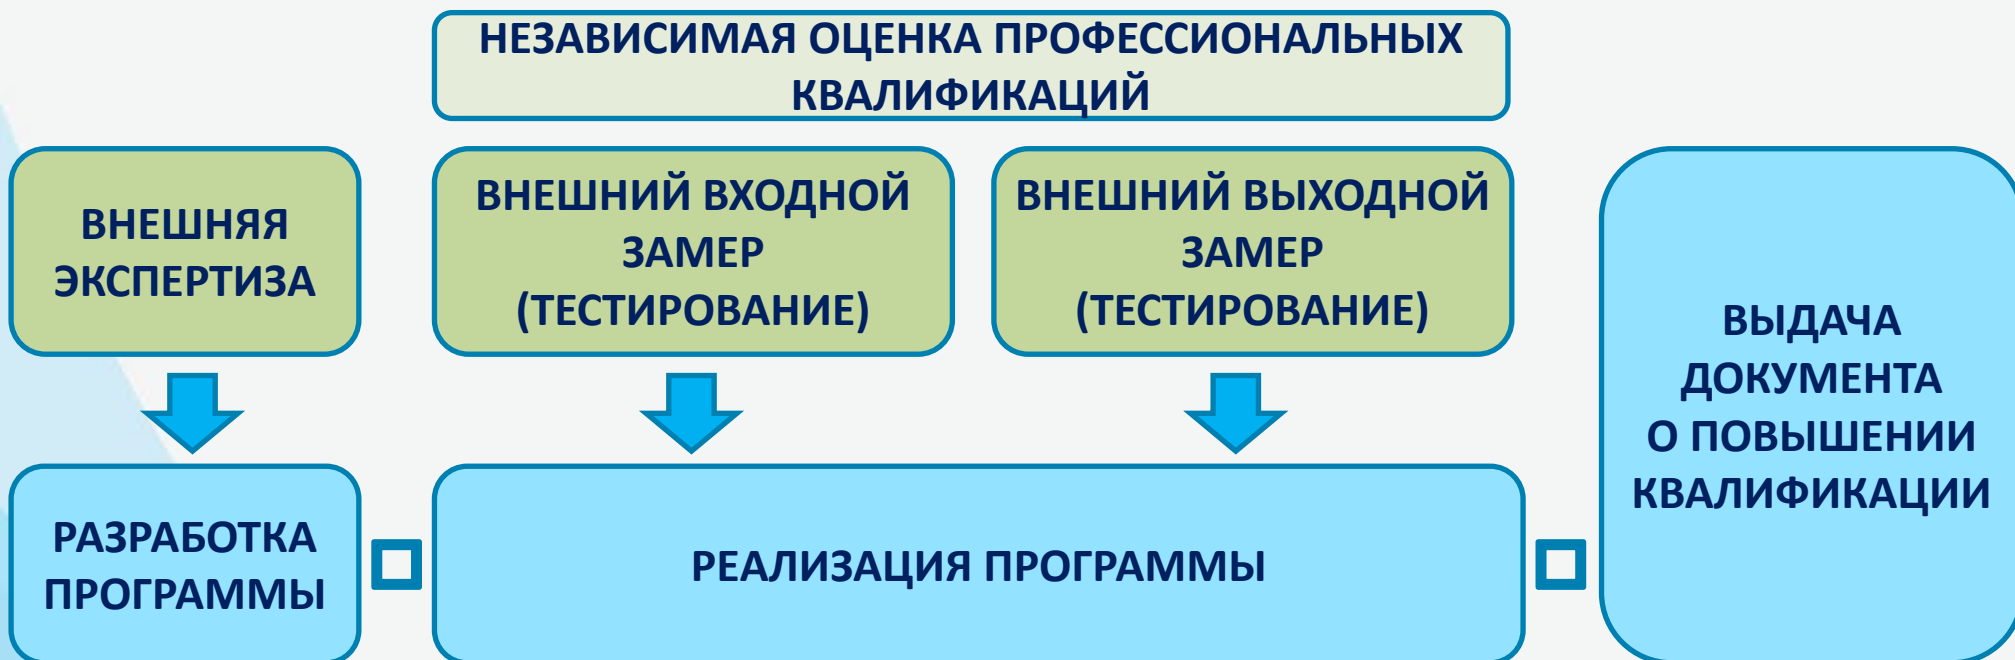 НЕЗАВИСИМАЯ ОЦЕНКА ПРОФЕССИОНАЛЬНЫХ
КВАЛИФИКАЦИЙ
ВНЕШНЯЯ
ЭКСПЕРТИЗА
ВНЕШНИЙ ВХОДНОЙ
ЗАМЕР
(ТЕСТИРОВАНИЕ)
ВНЕШНИЙ ВЫХОДНОЙ
ЗАМЕР
(ТЕСТИРОВАНИЕ)
ВЫДАЧА
ДОКУМЕНТА
О ПОВЫШЕНИИ
КВАЛИФИКАЦИИ
РАЗРАБОТКА
ПРОГРАММЫ
РЕАЛИЗАЦИЯ ПРОГРАММЫ